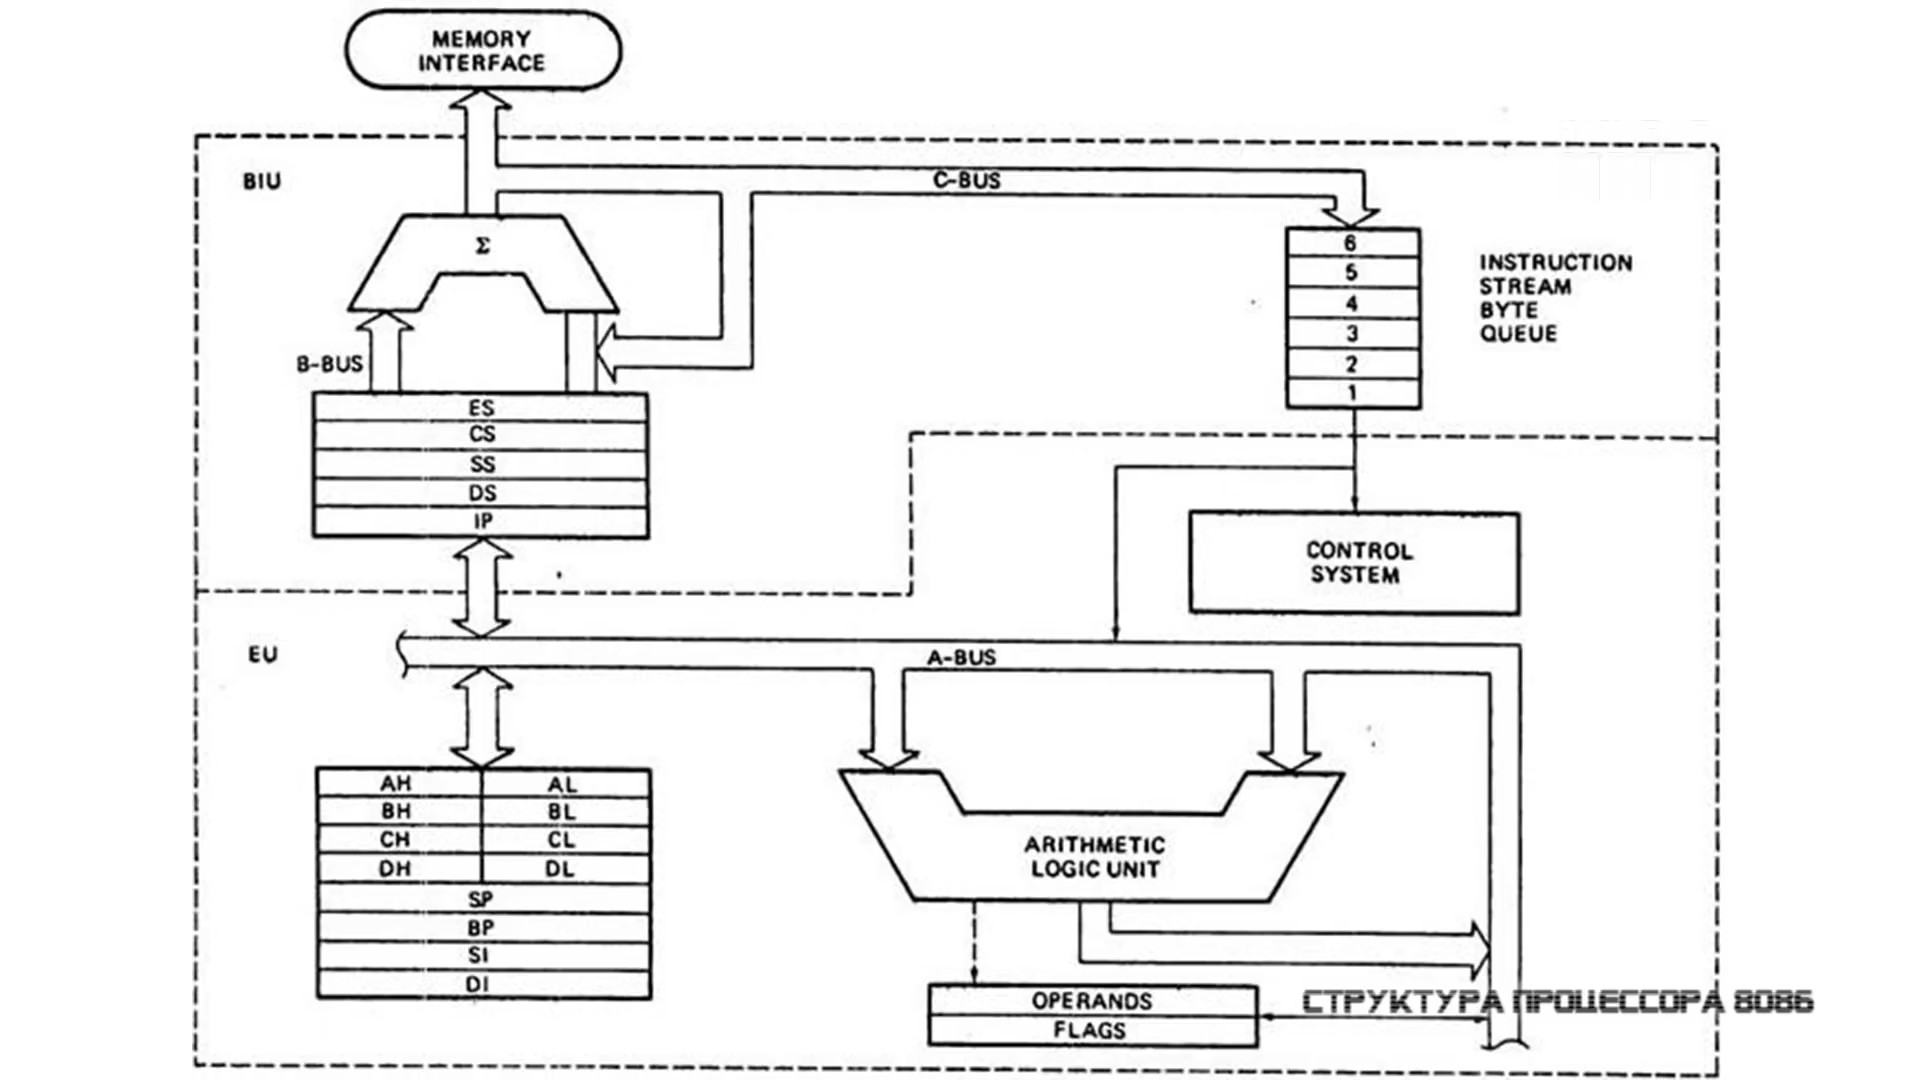 MEMORY
INTERFACE
BIU
C-BUS
Σ
6
5
4
3
2
1
INSTRUCTION
STREAM
BYTE
QUEUE
B-BUS
ES
CS
SS
DS
IP
CONTROL
SYSTEM
EU
A-BUS
AH AL
BH BL
CH CL
DH DL
SP
BP
SI
DI
ARITHMETIC
LOGIC UNIT
OPERANDS
FLAGS
СТРУКТУРА ПРОЦЕССОРА 8086